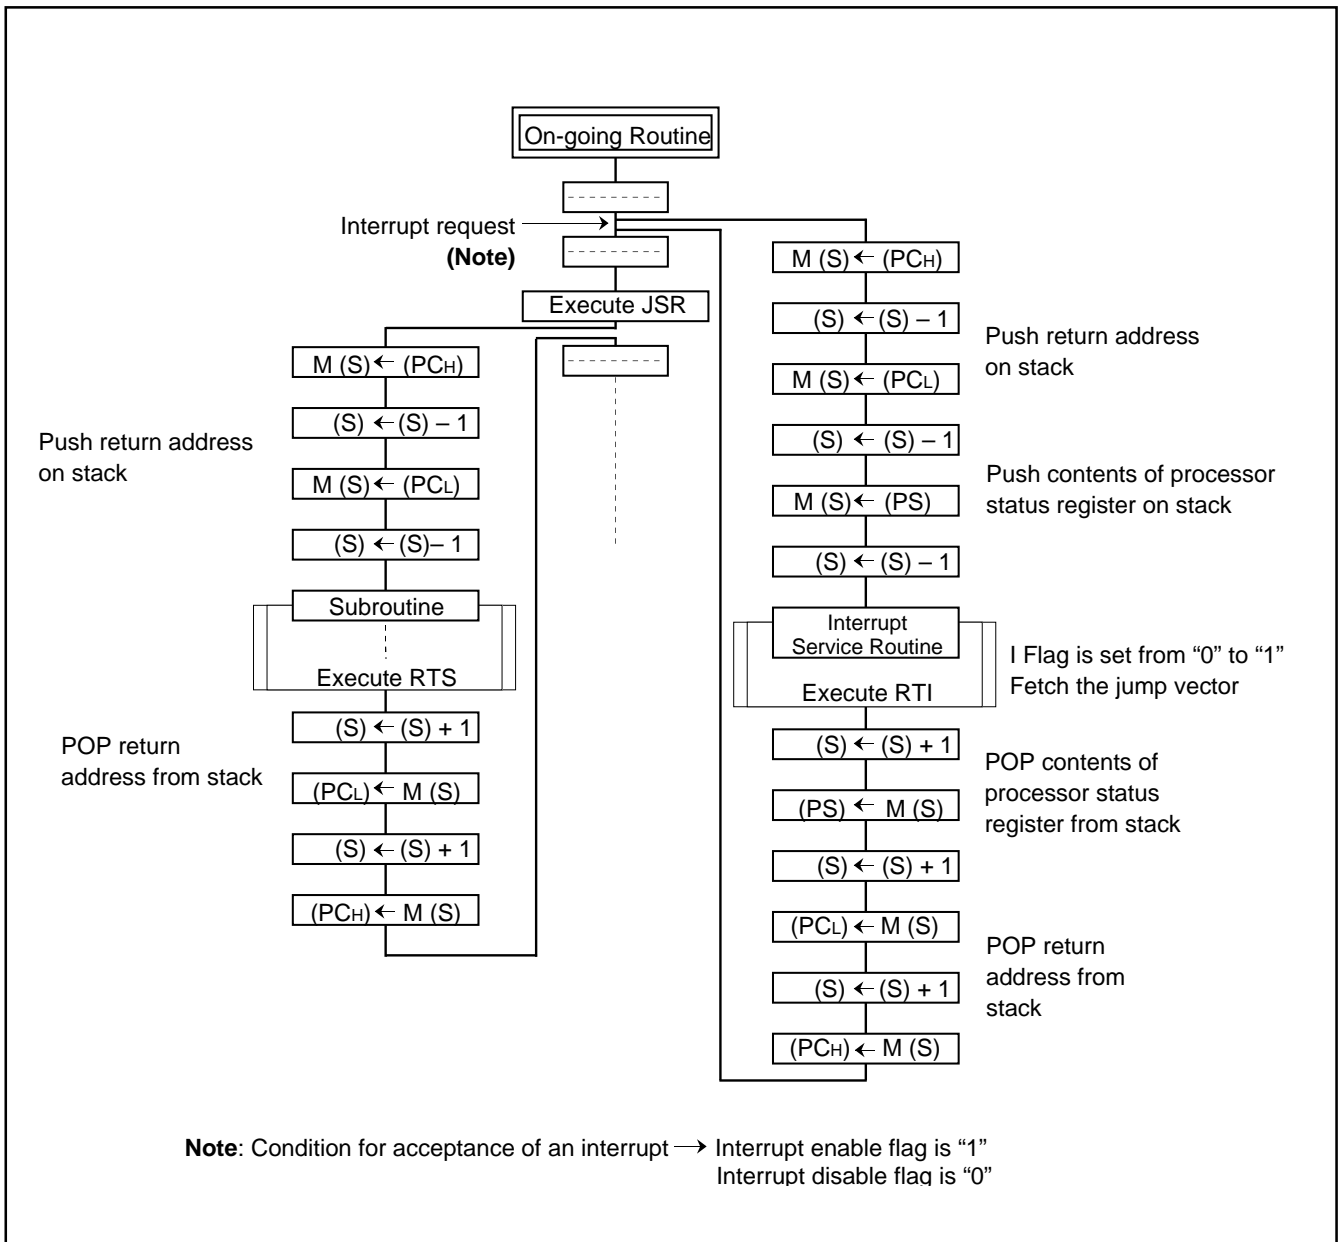 On-going Routine
Interrupt request
(Note)
Execute JSR
M (S) ← (PCH)
(S) ← (S) – 1
M (S) ← (PCL)
(S) ← (S)– 1
Push return address
on stack
Subroutine
Execute RTS
(S) ← (S) + 1
(PCL) ← M (S)
(S) ← (S) + 1
(PCH) ← M (S)
POP return
address from stack
M (S) ← (PCH)
(S) ← (S) – 1
M (S) ← (PCL)
(S) ← (S) – 1
M (S) ← (PS)
(S) ← (S) – 1
Push return address
on stack
Push contents of processor
status register on stack
Interrupt
Service Routine
Execute RTI
I Flag is set from “0” to “1”
Fetch the jump vector
(S) ← (S) + 1
(PS) ← M (S)
(S) ← (S) + 1
(PCL) ← M (S)
(S) ← (S) + 1
(PCH) ← M (S)
POP contents of
processor status
register from stack
POP return
address from
stack
Note: Condition for acceptance of an interrupt → Interrupt enable flag is “1”
Interrupt disable flag is “0”